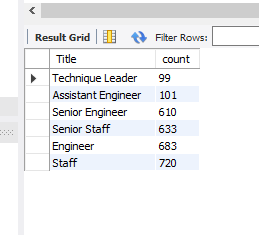 Result Grid Filter Rows:
Title count
Technique Leader 99
Assistant Engineer 101
Senior Engineer 610
Senior Staff 633
Engineer 683
Staff 720